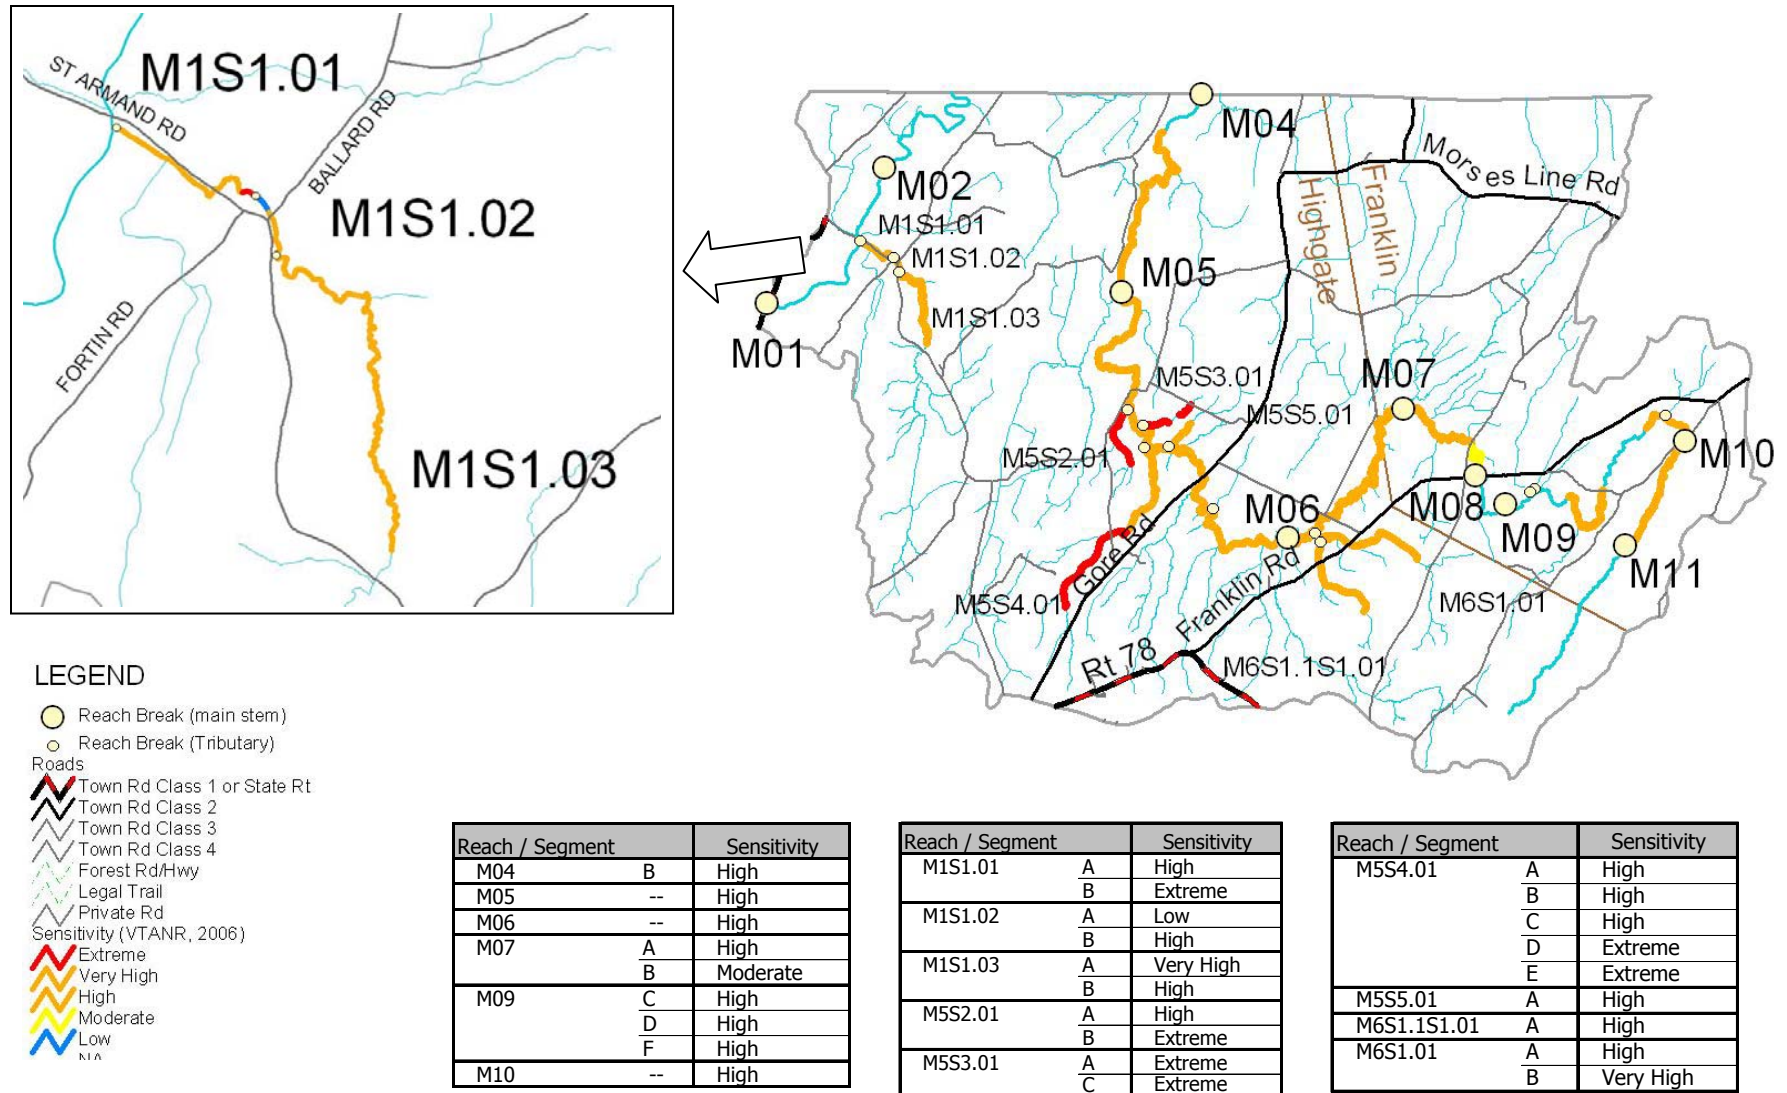 M1S1.01
ST ARMAND RD
BALLARD RD
M1S1.02
FORTIN RD
M1S1.03
M04
M02
Morses Line Rd
Franklin
Highgate
M1S1.01
M1S1.02
M05
M1S1.03
M01
M5S3.01
M07
M5S5.01
M5S2.01
M10
M06
M08
M09
Gore Rd
M11
M5S4.01
Franklin Rd
M6S1.01
Rt 78
M6S1.1S1.01
LEGEND
Reach Break (main stem)
Reach Break (Tributary)
Roads
Town Rd Class 1 or State Rt
Town Rd Class 2
Town Rd Class 3
Town Rd Class 4
Forest Rd/Hwy
Legal Trail
Private Rd
Sensitivity (VTANR, 2006)
Extreme
Very High
High
Moderate
Low
Reach / Segment Sensitivity
M04 B High
M05 -- High
M06 -- High
M07 A High
B Moderate
M09 C High
D High
F High
M10 -- High
Reach / Segment Sensitivity
M1S1.01 A High
B Extreme
M1S1.02 A Low
B High
M1S1.03 A Very High
B High
M5S2.01 A High
B Extreme
M5S3.01 A Extreme
C Extreme
Reach / Segment Sensitivity
M5S4.01 A High
B High
C High
D Extreme
E Extreme
M5S5.01 A High
M6S1.1S1.01 A High
M6S1.01 A High
B Very High